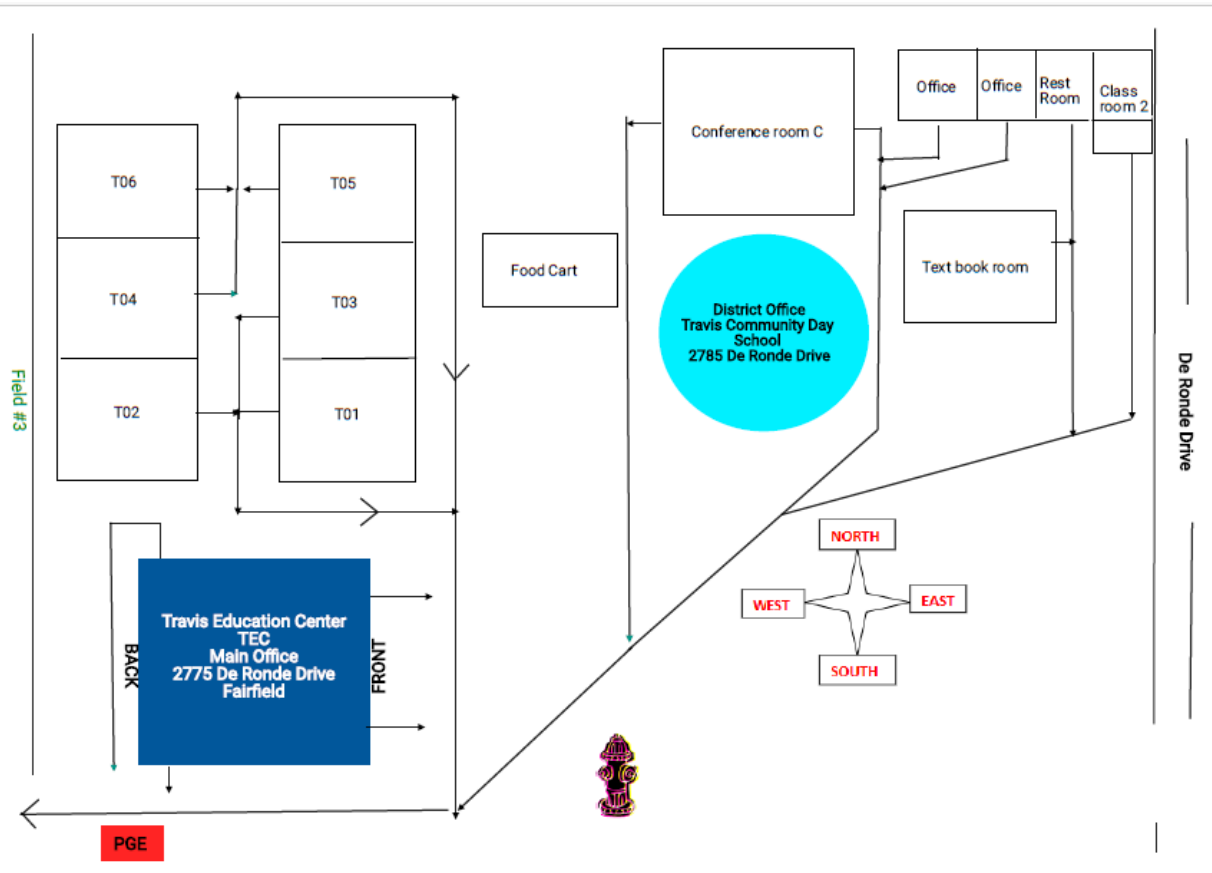 Office
Office
Rest
Room
Class
room 2
Conference room C
T06
T05
Text book room
Food Cart
T04
T03
District Office
Travis Community Day
School
2785 De Ronde Drive
Field #3
T02
T01
De Ronde Drive
NORTH
WEST
EAST
SOUTH
BACK
Travis Education Center
TEC
Main Office
2775 De Ronde Drive
Fairfield
FRONT
PGE